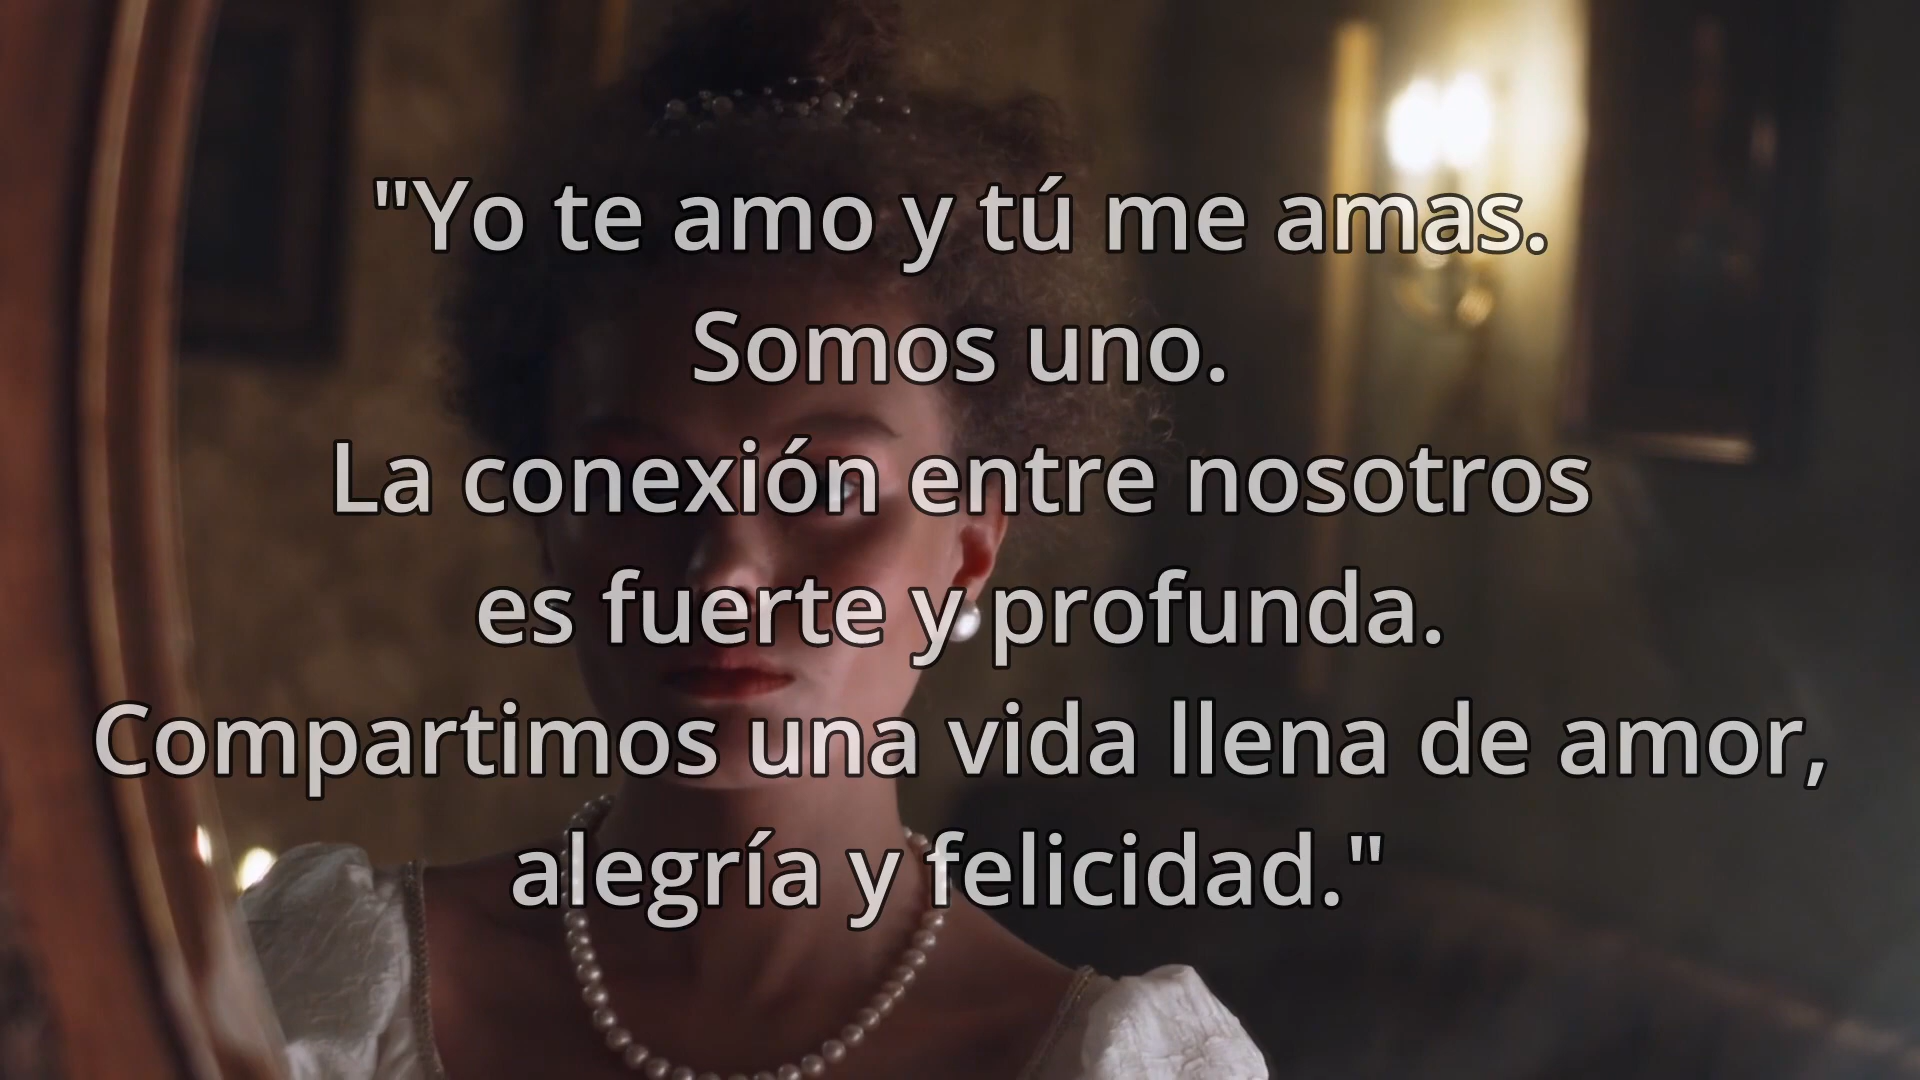 "Yo te amo y tú me amas.
Somos uno.
La conexión entre nosotros
es fuerte y profunda.
Compartimos una vida llena de amor,
alegría y felicidad."